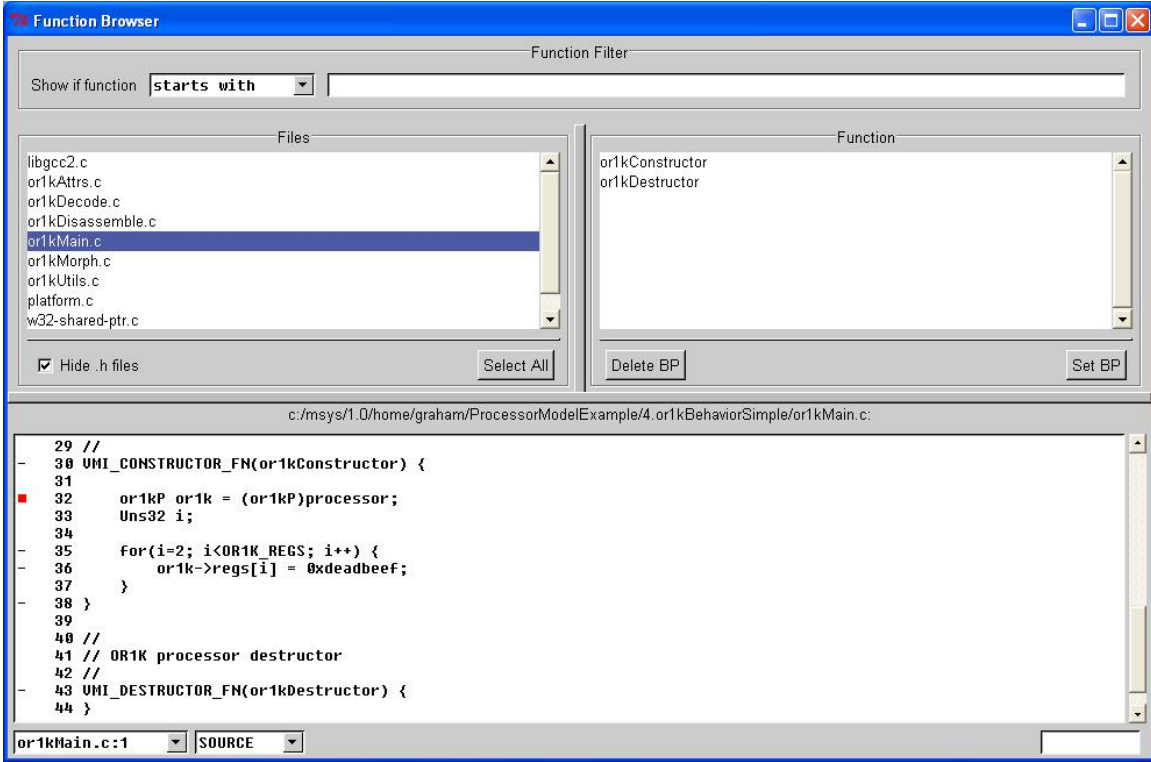 Function Browser
Function Filter
Show if function starts with
Files
libgcc2.c
or1kAttrs.c
or1kDecode.c
or1kDisassemble.c
or1kMain.c
or1kMorph.c
or1kUtils.c
platform.c
w32-shared-ptr.c
Hide .h files Select All
Function
or1kConstructor
or1kDestructor
Delete BP Set BP
c:/msys/1.0/home/graham/ProcessorModelExample/4.or1kBehaviorSimple/or1kMain.c:
29 //
- 30 VMI_CONSTRUCTOR_FN(or1kConstructor) {
31
32 or1kP or1k = (or1kP)processor;
33 Uns32 i;
34
- 35 for(i=2; i<OR1K_REGS; i++) {
- 36 or1k->regs[i] = 0xdeadbeef;
37 }
- 38 }
39
40 //
41 // OR1K processor destructor
42 //
- 43 VMI_DESTRUCTOR_FN(or1kDestructor) {
44 }
or1kMain.c:1 SOURCE